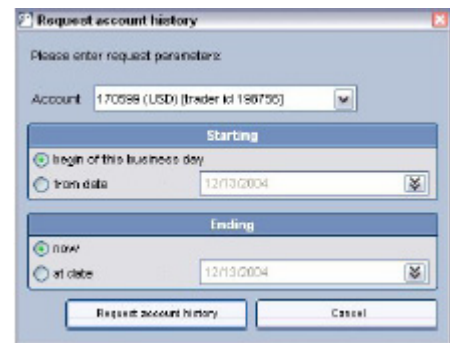 Request account history
Please enter request parameters:
Account 170599 (USD) [trader id 198755]
Starting
begin of this business day
from date 12/13/2004
Ending
now
at date 12/13/2004
Request account history Cancel